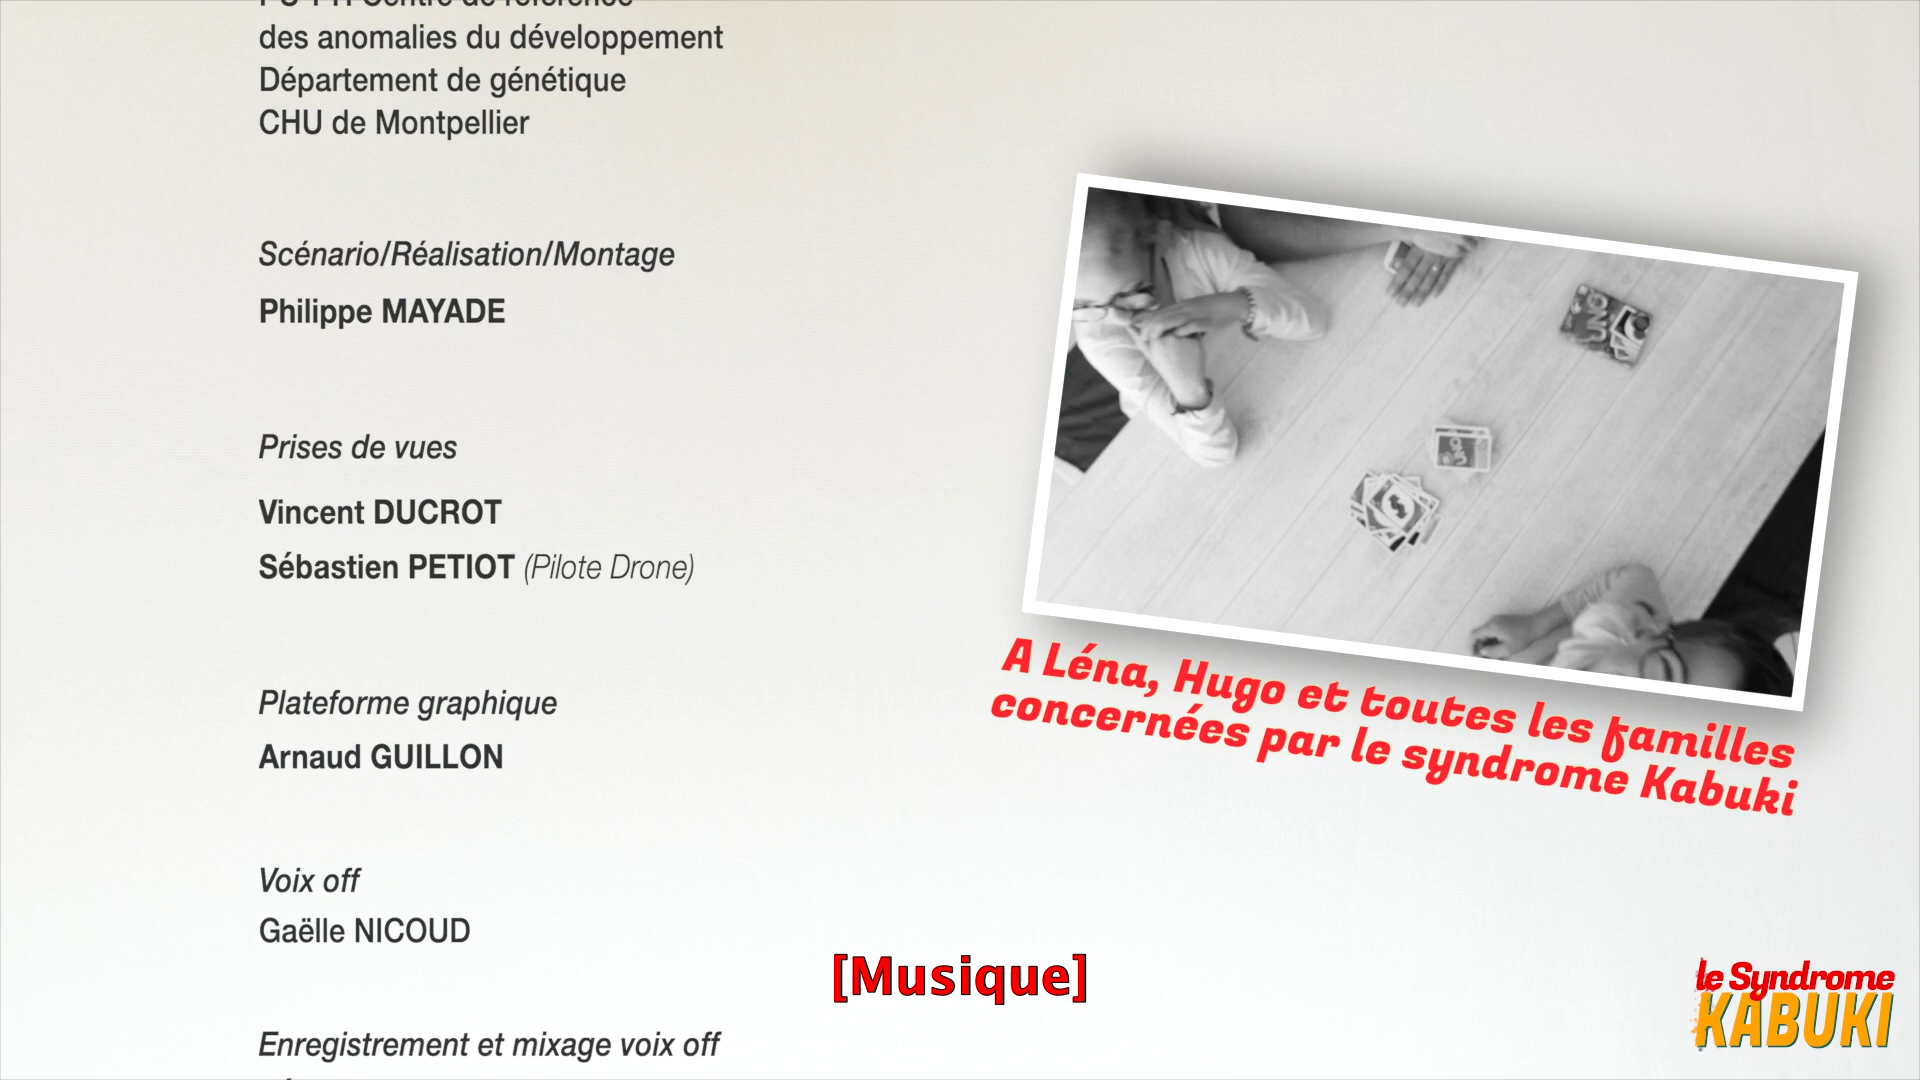 des anomalies du développement
Département de génétique
CHU de Montpellier
Scénario/Réalisation/Montage
Philippe MAYADE
Prises de vues
Vincent DUCROT
Sébastien PETIOT (Pilote Drone)
Plateforme graphique
Arnaud GUILLON
Voix off
Gaëlle NICOUD
Enregistrement et mixage voix off
UNO
UNO
A Léna, Hugo et toutes les familles
concernées par le syndrome Kabuki
[Musique]
le Syndrome
KABUKI